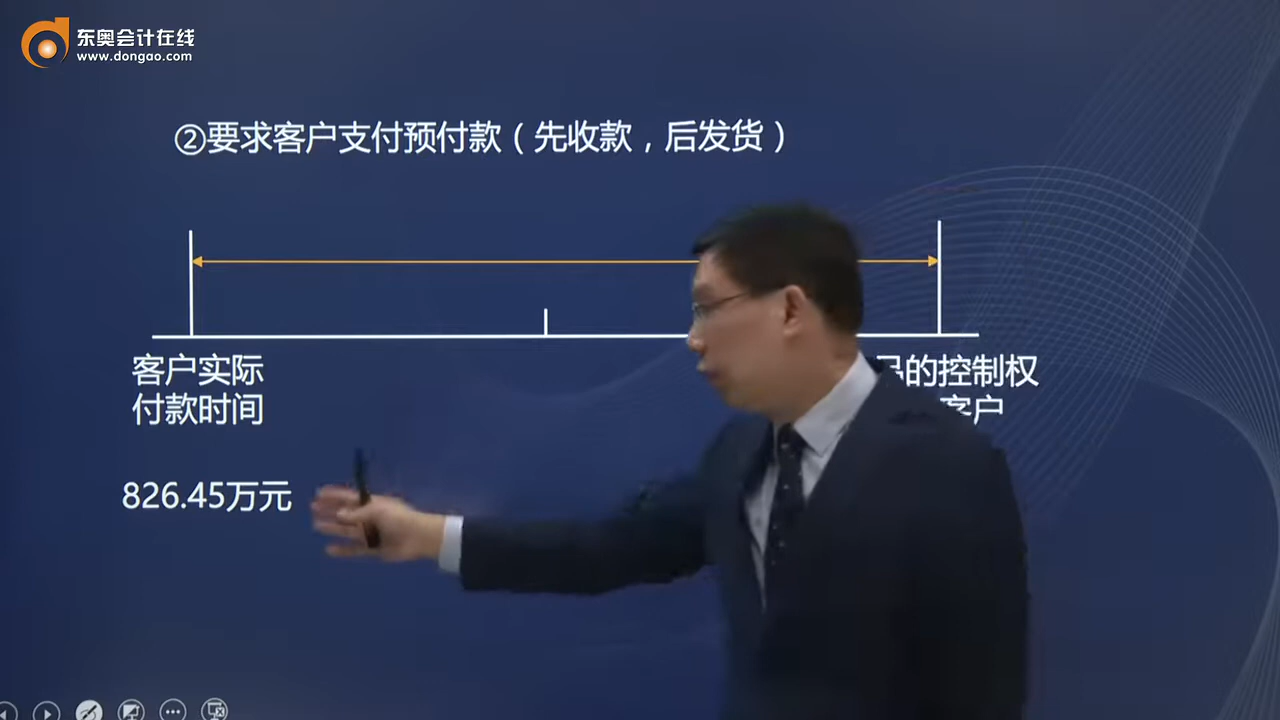 东奥会计在线
www.dongao.com
②要求客户支付预付款（先收款，后发货）
客户实际
付款时间
的控制权
客户
826.45万元